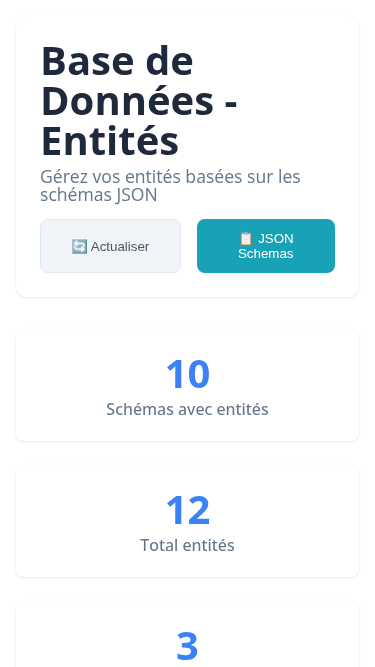 Base de
Données -
Entités
Gérez vos entités basées sur les
schémas JSON
🔄 Actualiser
📋 JSON
Schemas
10
Schémas avec entités
12
Total entités
3